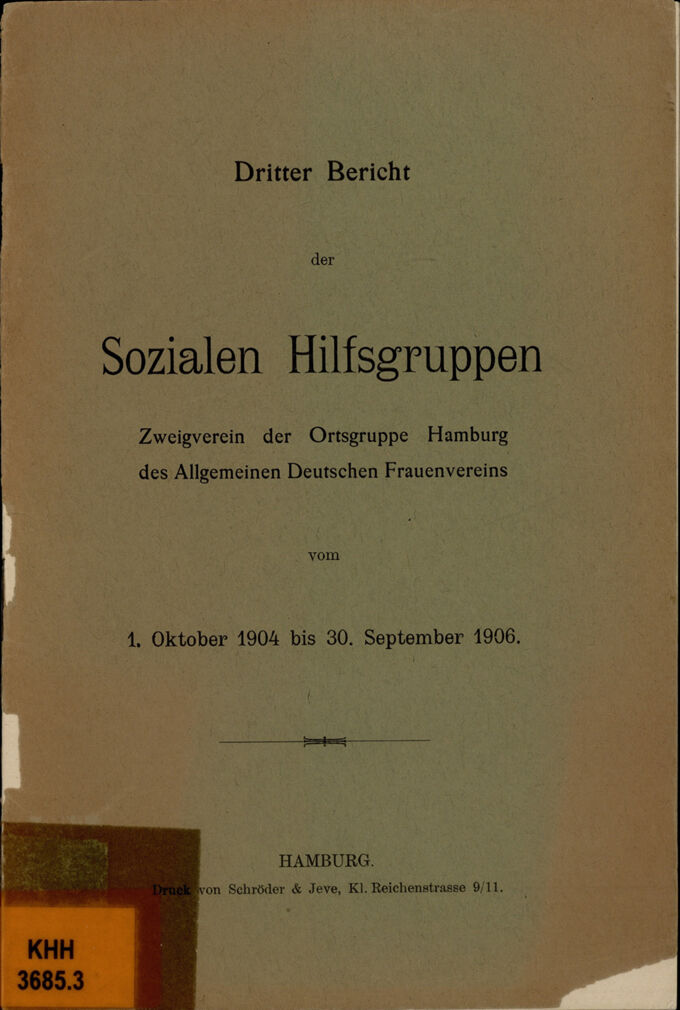 Dritter Bericht
der
Sozialen Hilfsgruppen
Zweigverein der Ortsgruppe Hamburg
des Allgemeinen Deutschen Frauenvereins
vom
1. Oktober 1904 bis 30. September 1906.
HAMBURG.
Druck von Schröder & Jeve, Kl. Reichenstrasse 9/11.
KHH
3685.3